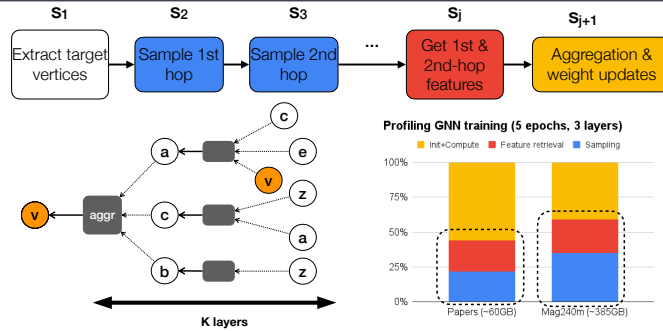 S1
S2
S3
Sj
Sj+1
Extract target
vertices
Sample 1st
hop
Sample 2nd
hop
...
Get 1st &
2nd-hop
features
Aggregation &
weight updates
c
a
e
v
z
v
aggr
c
a
b
z
K layers
Profiling GNN training (5 epochs, 3 layers)
Init+Compute
Feature retrieval
Sampling
100%
75%
50%
25%
0%
Papers (~60GB)
Mag240m (~385GB)